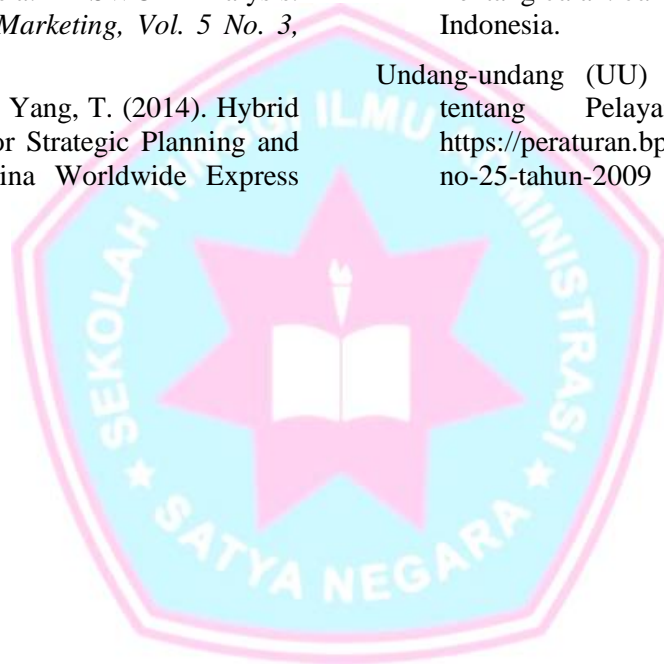 Marketing, Vol. 5 No. 3,
Yang, T. (2014). Hybrid
or Strategic Planning and
ina Worldwide Express
Indonesia.
Undang-undang (UU)
tentang Pelaya
https://peraturan.bp
no-25-tahun-2009
SEKOLAH TINGGI ILMU ADMINISTRASI
★ SATYA NEGARA ★